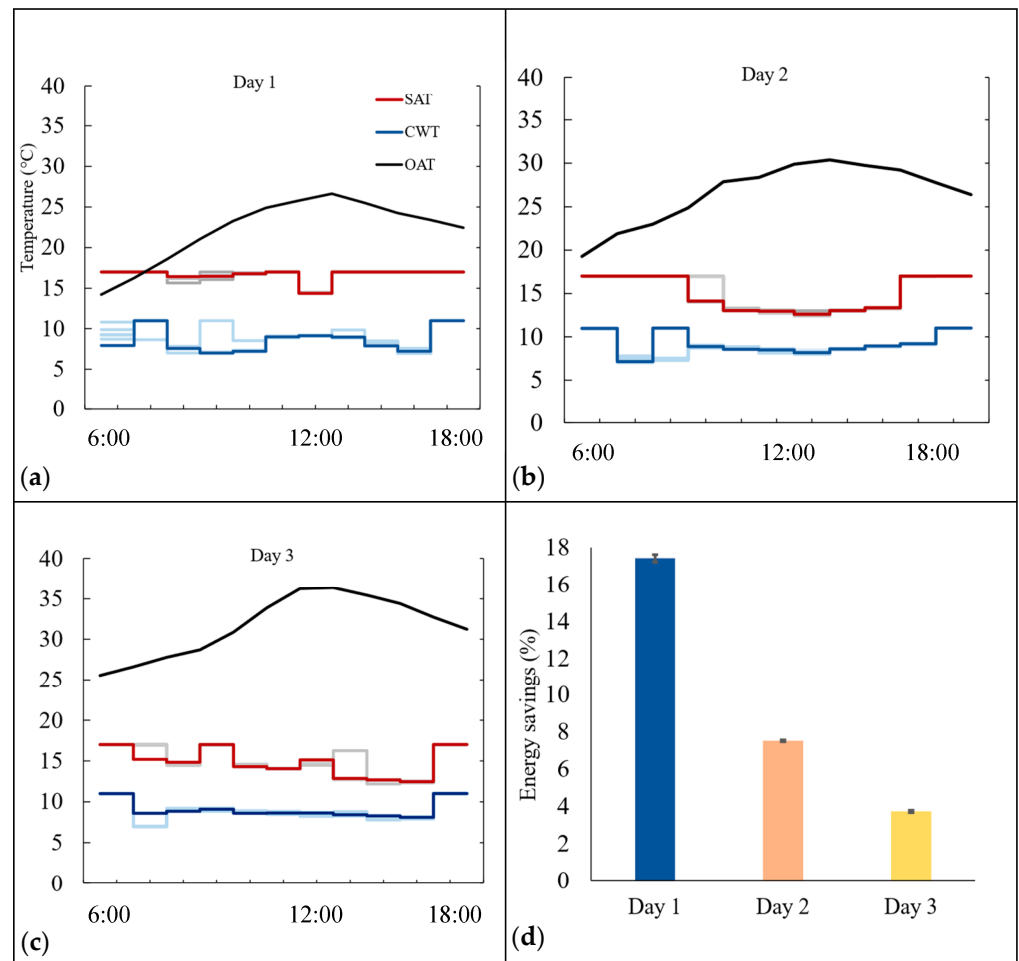 Day 1
40
35
30
25
20
15
10
5
0
Temperature (°C)
SAT
CWT
OAT
6:00 12:00 18:00
(a)
Day 2
40
35
30
25
20
15
10
5
0
6:00 12:00 18:00
(b)
Day 3
40
35
30
25
20
15
10
5
0
6:00 12:00 18:00
(c)
18
16
14
12
10
8
6
4
2
0
Energy savings (%)
Day 1 Day 2 Day 3
(d)